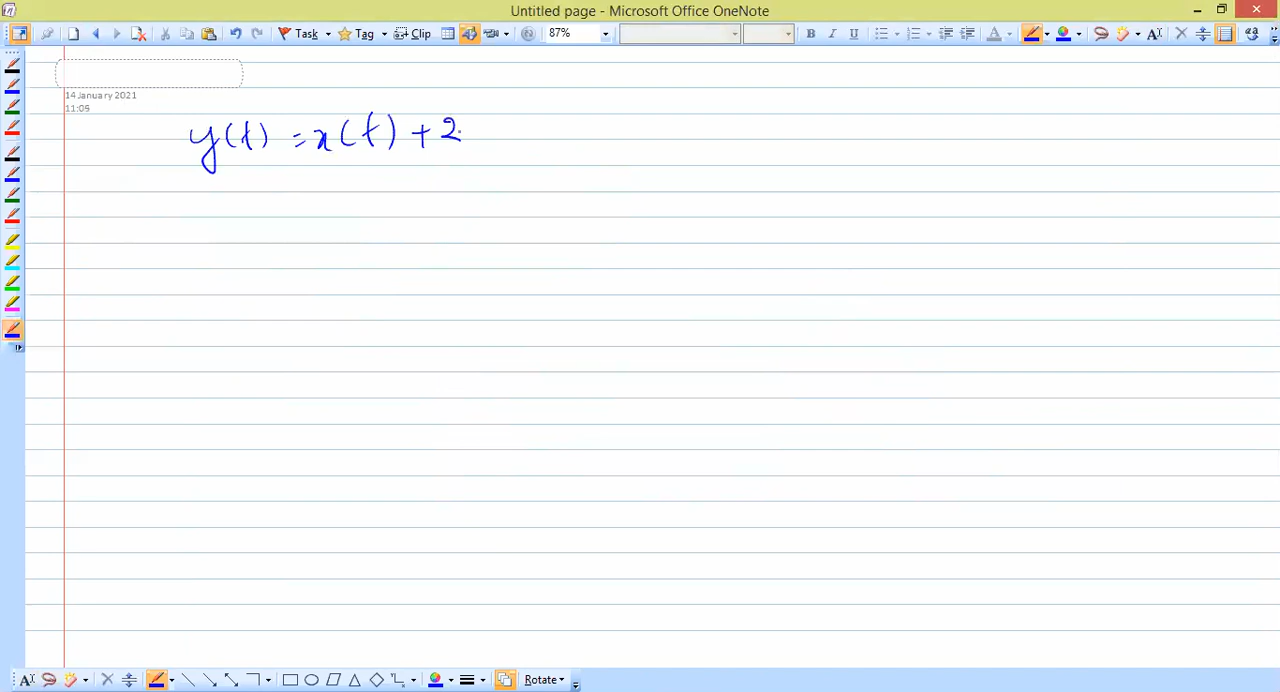 Untitled page - Microsoft Office OneNote
Task Tag Clip 87%
B I U A
14 January 2021
11:05
y(t) = x(t) + 2
Rotate